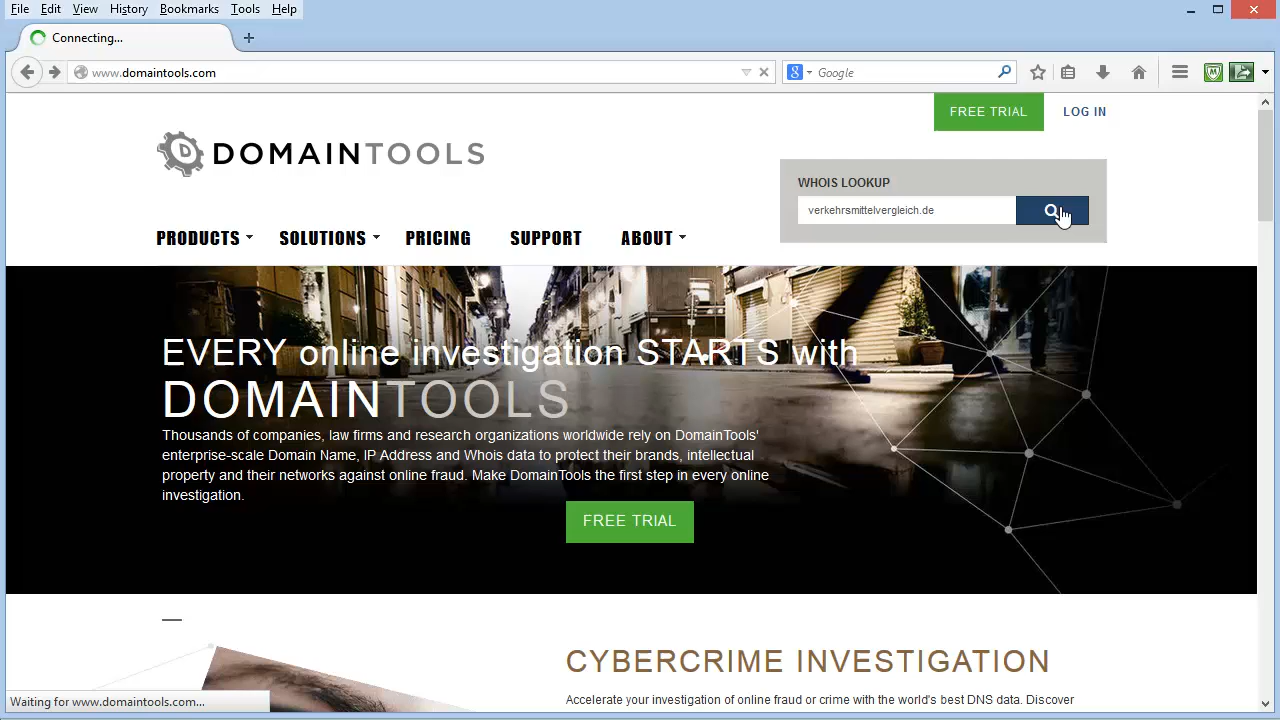 File Edit View History Bookmarks Tools Help
Connecting...
www.domaintools.com
Google
FREE TRIAL LOG IN
DOMAINTOOLS
WHOIS LOOKUP
verkehrsmittelvergleich.de
PRODUCTS SOLUTIONS PRICING SUPPORT ABOUT
EVERY online investigation STARTS with
DOMAINTOOLS
Thousands of companies, law firms and research organizations worldwide rely on DomainTools'
enterprise-scale Domain Name, IP Address and Whois data to protect their brands, intellectual
property and their networks against online fraud. Make DomainTools the first step in every online
investigation.
FREE TRIAL
CYBERCRIME INVESTIGATION
Accelerate your investigation of online fraud or crime with the world's best DNS data. Discover
Waiting for www.domaintools.com...